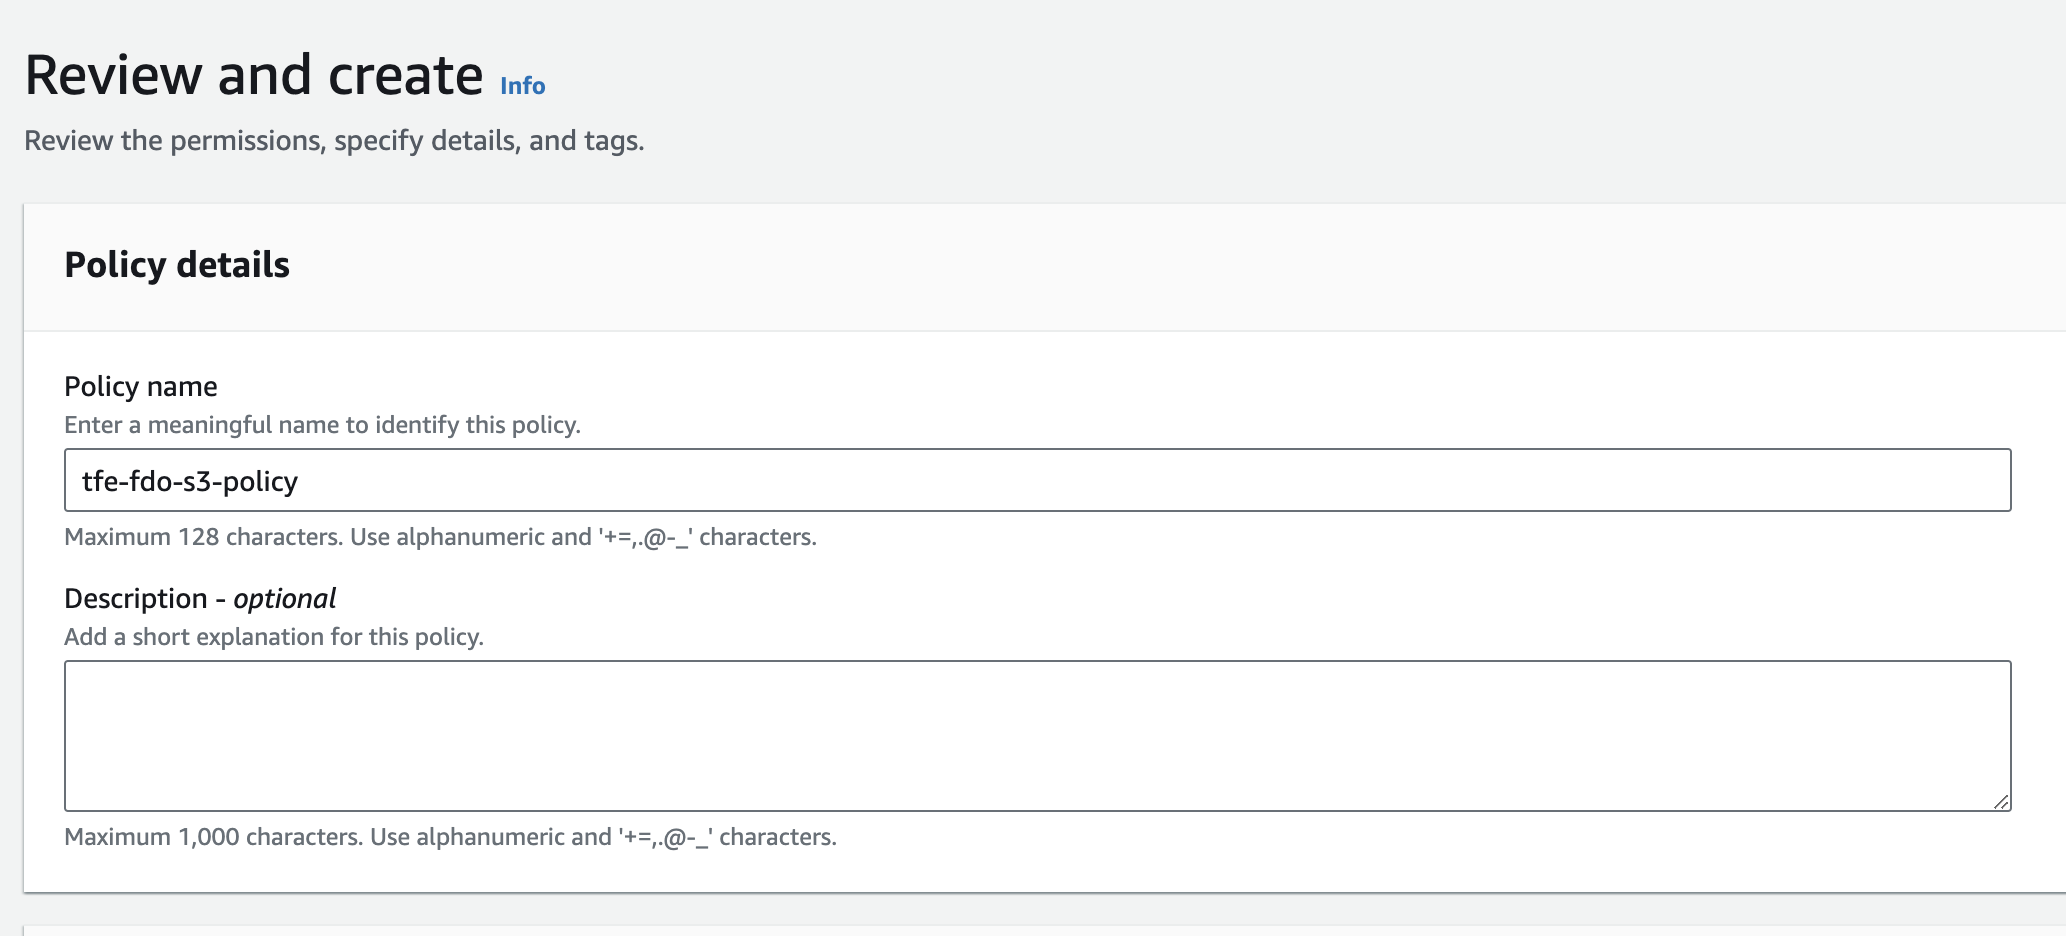 Review and create Info
Review the permissions, specify details, and tags.
Policy details
Policy name
Enter a meaningful name to identify this policy.
tfe-fdo-s3-policy
Maximum 128 characters. Use alphanumeric and '+=,.@-_' characters.
Description - optional
Add a short explanation for this policy.
Maximum 1,000 characters. Use alphanumeric and '+=,.@-_' characters.